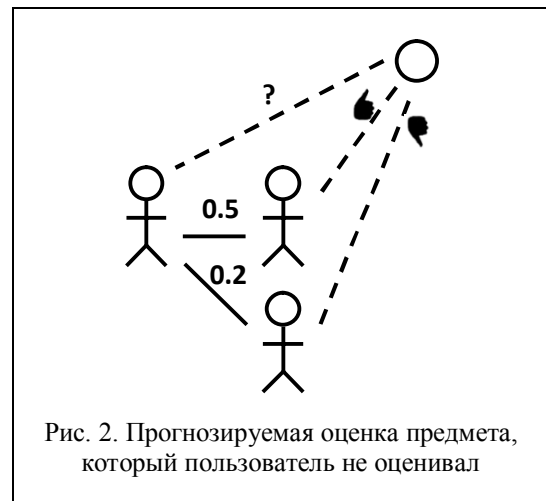 ?
0.5
0.2
Рис. 2. Прогнозируемая оценка предмета,
который пользователь не оценивал